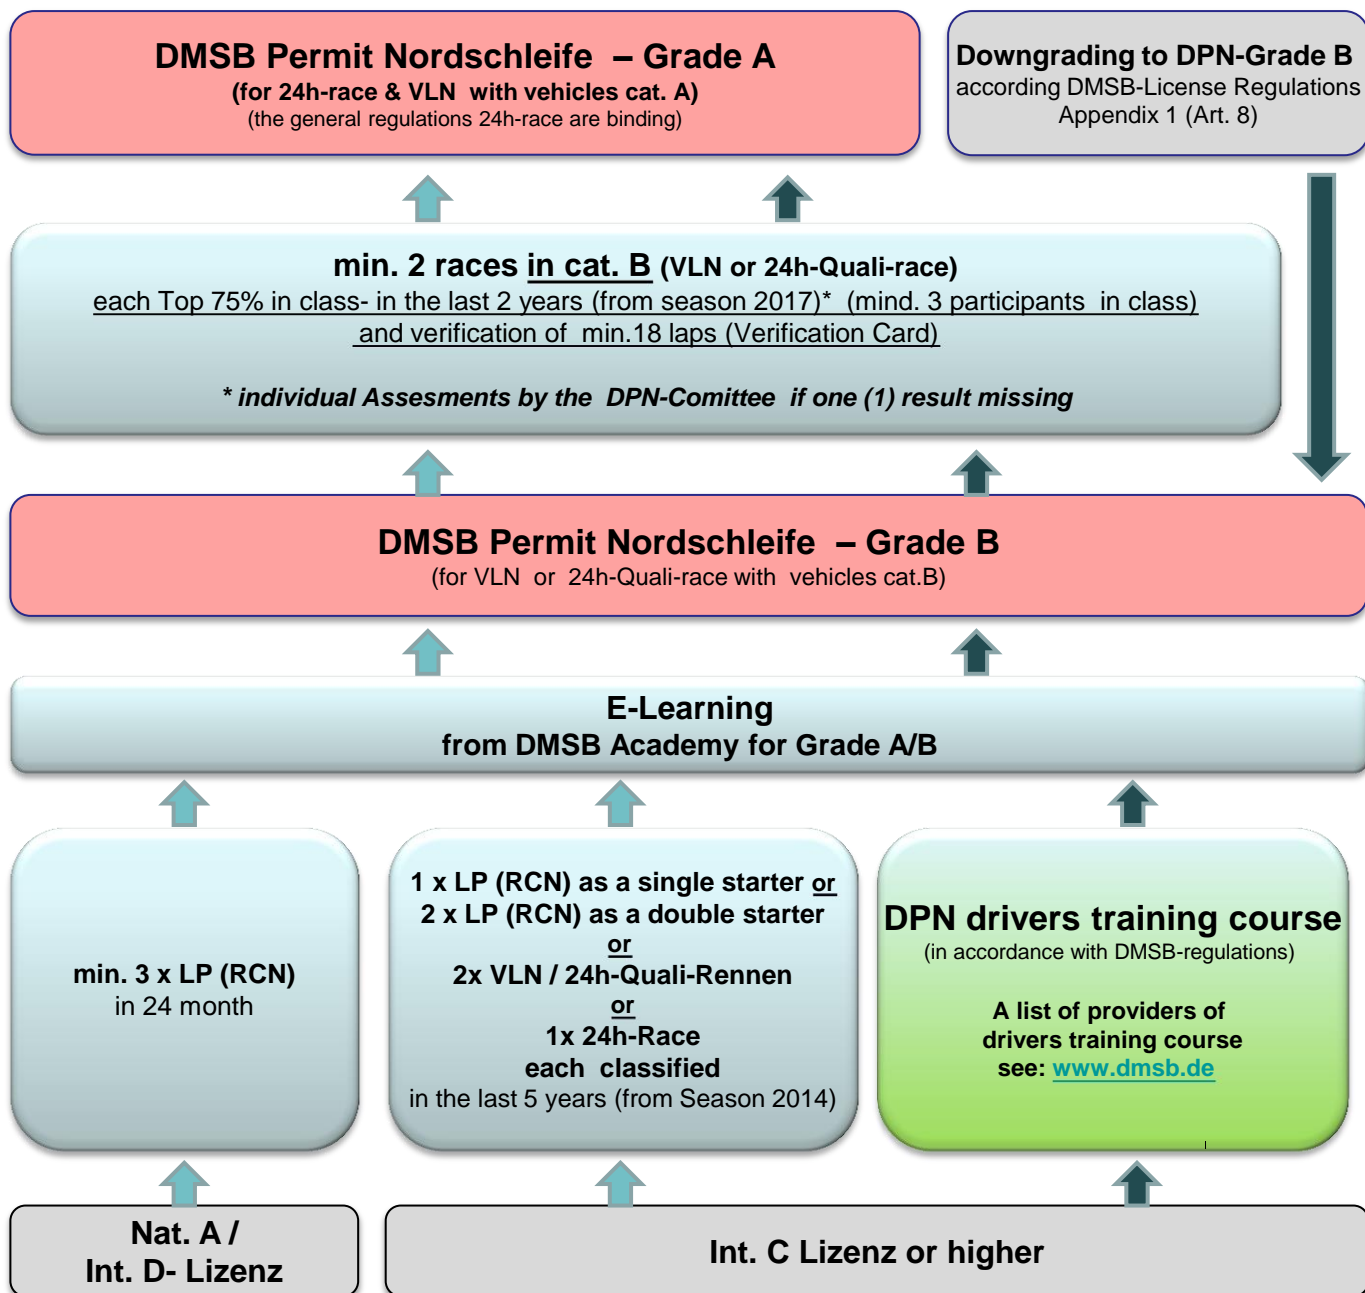 DMSB Permit Nordschleife – Grade A
(for 24h-race & VLN with vehicles cat. A)
(the general regulations 24h-race are binding)
Downgrading to DPN-Grade B
according DMSB-License Regulations
Appendix 1 (Art. 8)
min. 2 races in cat. B (VLN or 24h-Quali-race)
each Top 75% in class- in the last 2 years (from season 2017)* (mind. 3 participants in class)
and verification of min.18 laps (Verification Card)
* individual Assesments by the DPN-Comittee if one (1) result missing
DMSB Permit Nordschleife – Grade B
(for VLN or 24h-Quali-race with vehicles cat.B)
E-Learning
from DMSB Academy for Grade A/B
min. 3 x LP (RCN)
in 24 month
1 x LP (RCN) as a single starter or
2 x LP (RCN) as a double starter
or
2x VLN / 24h-Quali-Rennen
or
1x 24h-Race
each classified
in the last 5 years (from Season 2014)
DPN drivers training course
(in accordance with DMSB-regulations)
A list of providers of
drivers training course
see: www.dmsb.de
Nat. A /
Int. D- Lizenz
Int. C Lizenz or higher